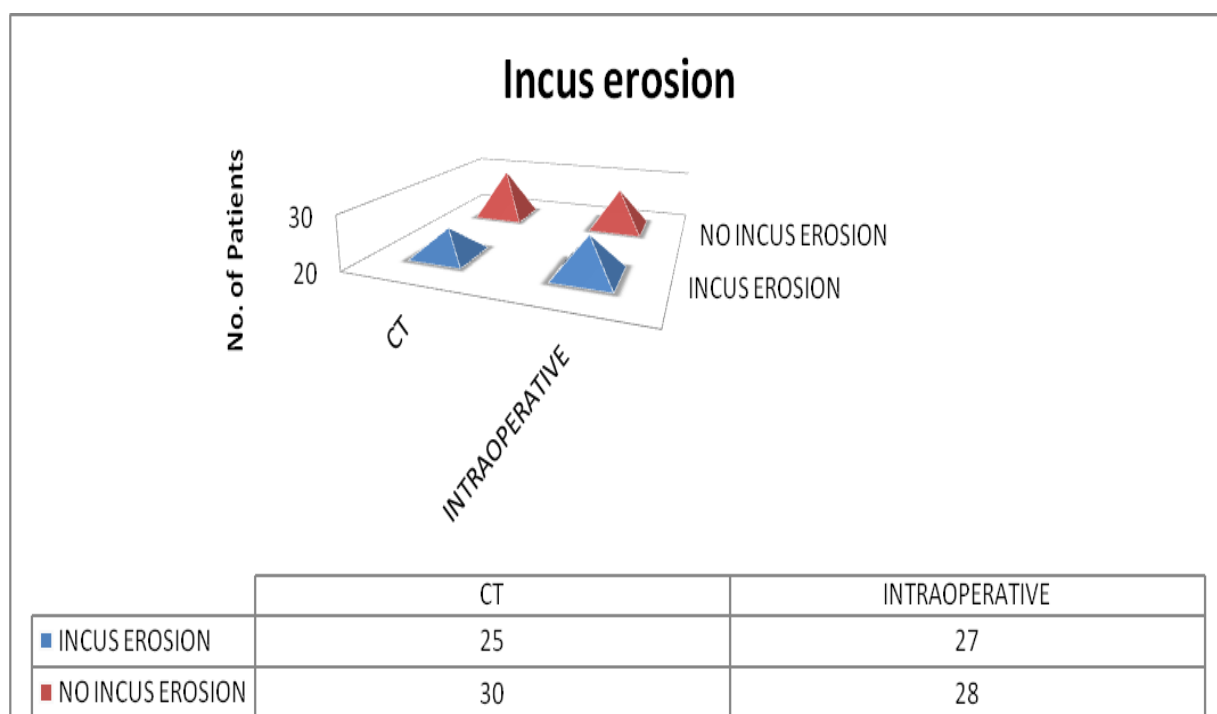 Incus erosion
No. of Patients
30
20
CT
INTRAOPERATIVE
NO INCUS EROSION
INCUS EROSION
CT INTRAOPERATIVE
INCUS EROSION 25 27
NO INCUS EROSION 30 28